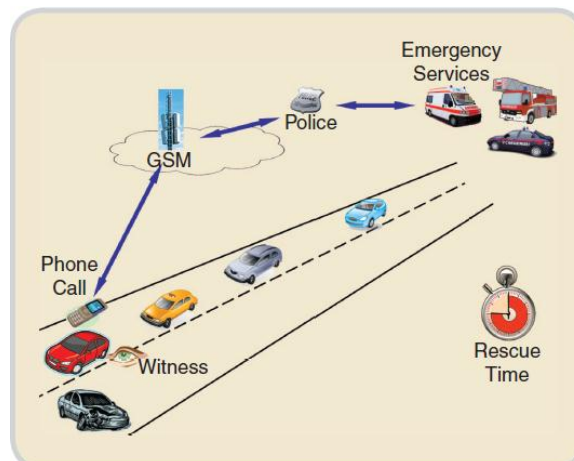 Emergency
Services
Police
GSM
Phone
Call
Witness
Rescue
Time